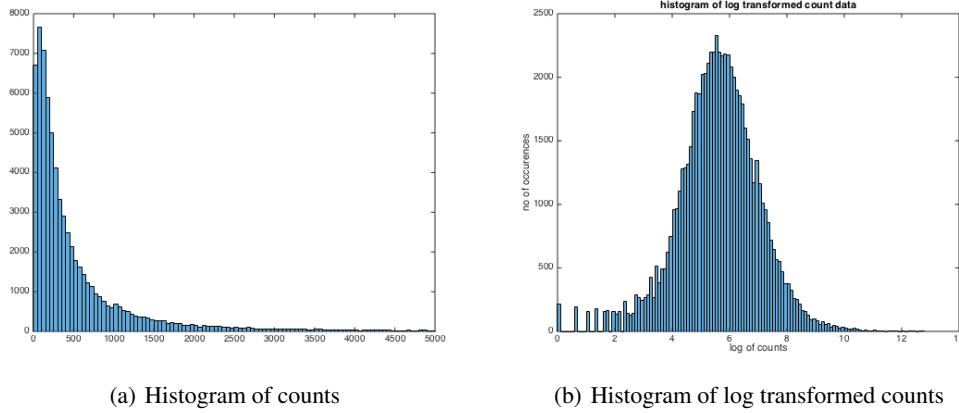 8000
7000
6000
5000
4000
3000
2000
1000
0
0 500 1000 1500 2000 2500 3000 3500 4000 4500 5000
(a) Histogram of counts
histogram of log transformed count data
2500
2000
1500
1000
500
0
no of occurences
0 2 4 6 8 10 12 14
log of counts
(b) Histogram of log transformed counts